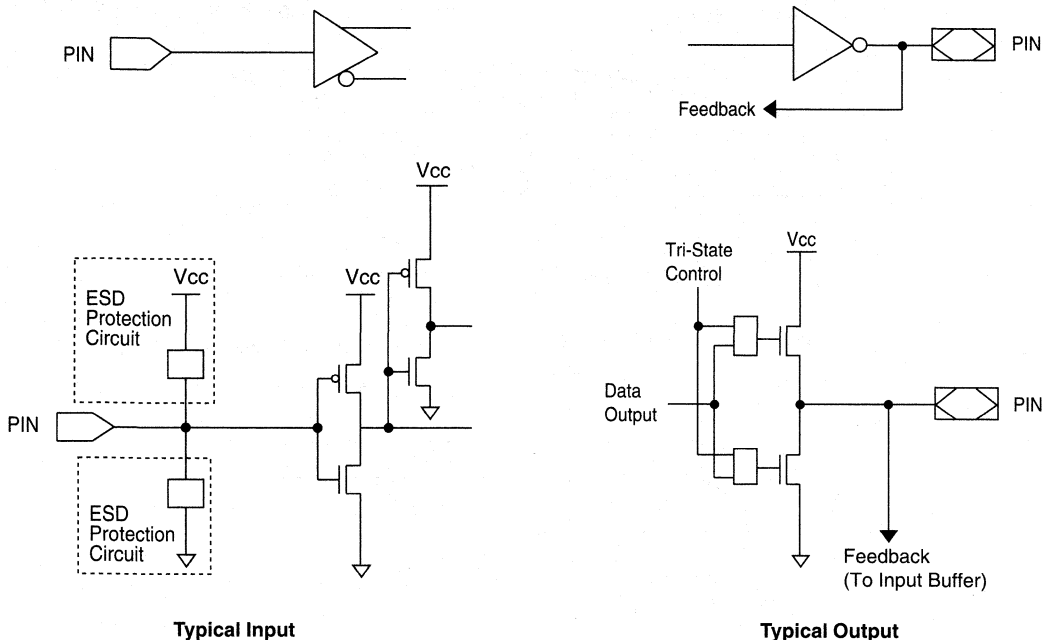 PIN
PIN
Feedback
Vcc
Tri-State
Control
Vcc
ESD
Protection
Circuit
Vcc
Vcc
PIN
Data
Output
PIN
ESD
Protection
Circuit
Feedback
(To Input Buffer)
Typical Input
Typical Output